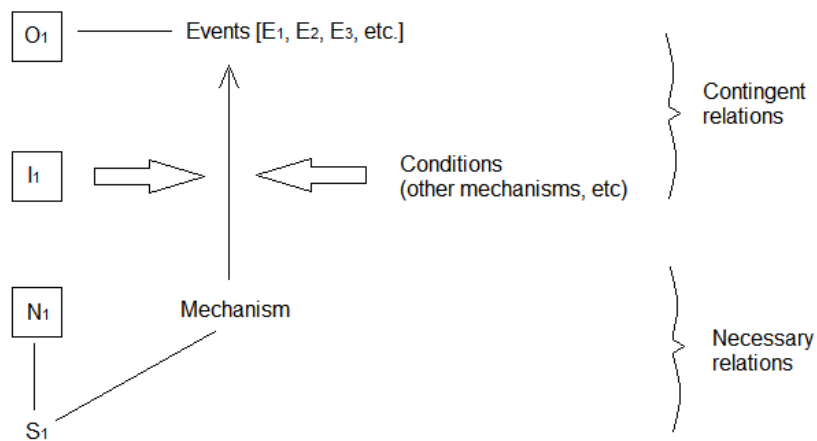 O1
Events [E1, E2, E3, etc.]
Contingent
relations
I1
Conditions
(other mechanisms, etc)
N1
Mechanism
Necessary
relations
S1